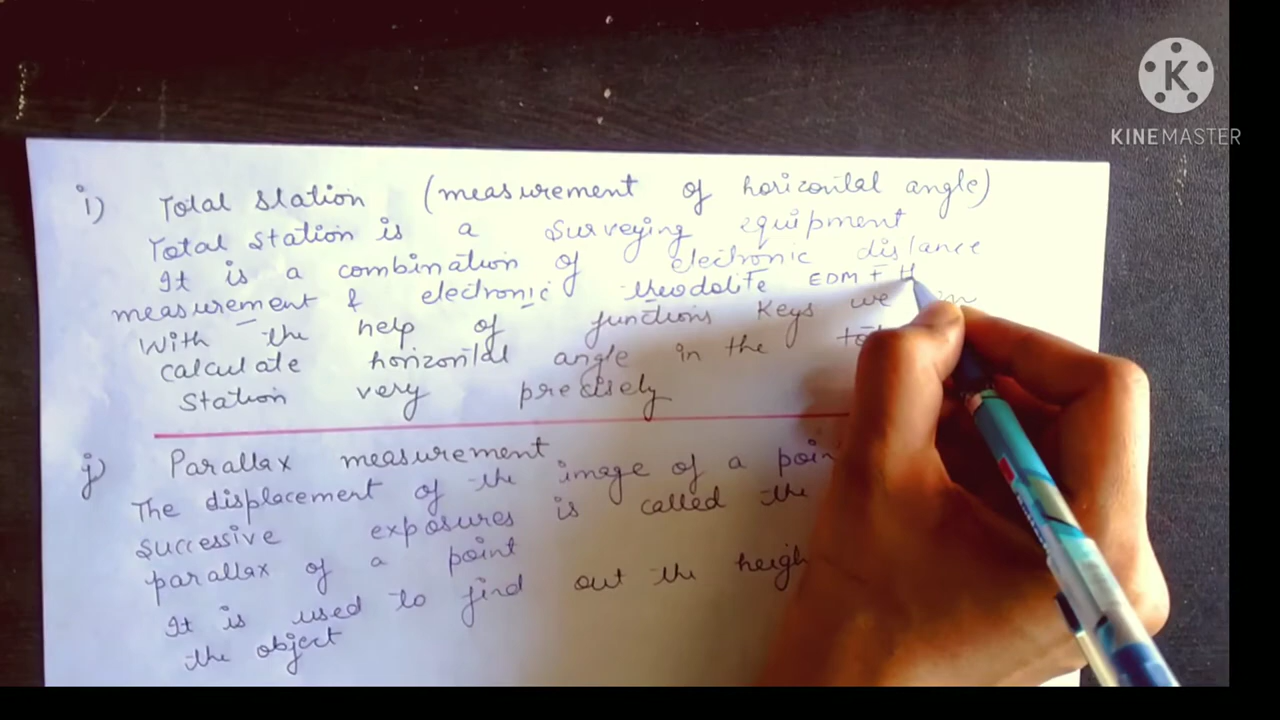 K
KINEMASTER
i) Total Station (measurement of horizontal angle)
Total Station is a surveying equipment
It is a combination of electronic distance
measurement & electronic theodolite EDM +
With the help of functions keys we
calculate horizontal angle in the
Station very precisely
j) Parallax measurement
The displacement of the image of a
successive exposures is called the
parallax of a point
It is used to find out the
the object